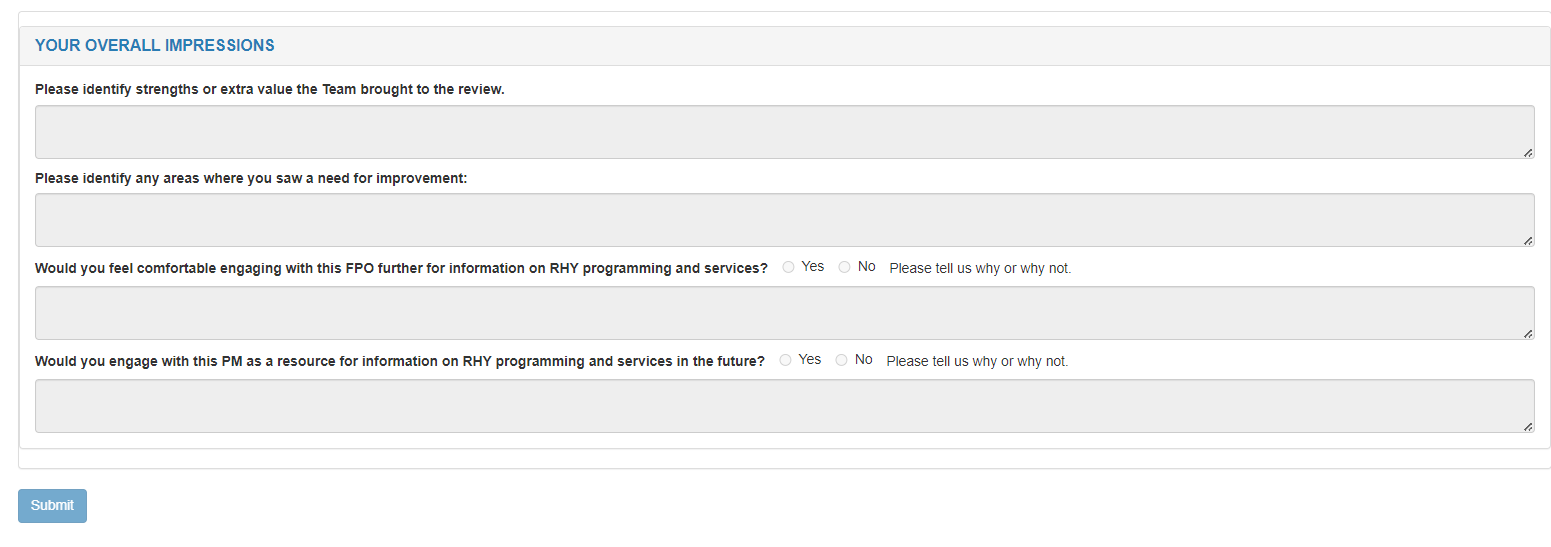 YOUR OVERALL IMPRESSIONS
Please identify strengths or extra value the Team brought to the review.
Please identify any areas where you saw a need for improvement:
Would you feel comfortable engaging with this FPO further for information on RHY programming and services? Yes No Please tell us why or why not.
Would you engage with this PM as a resource for information on RHY programming and services in the future? Yes No Please tell us why or why not.
Submit